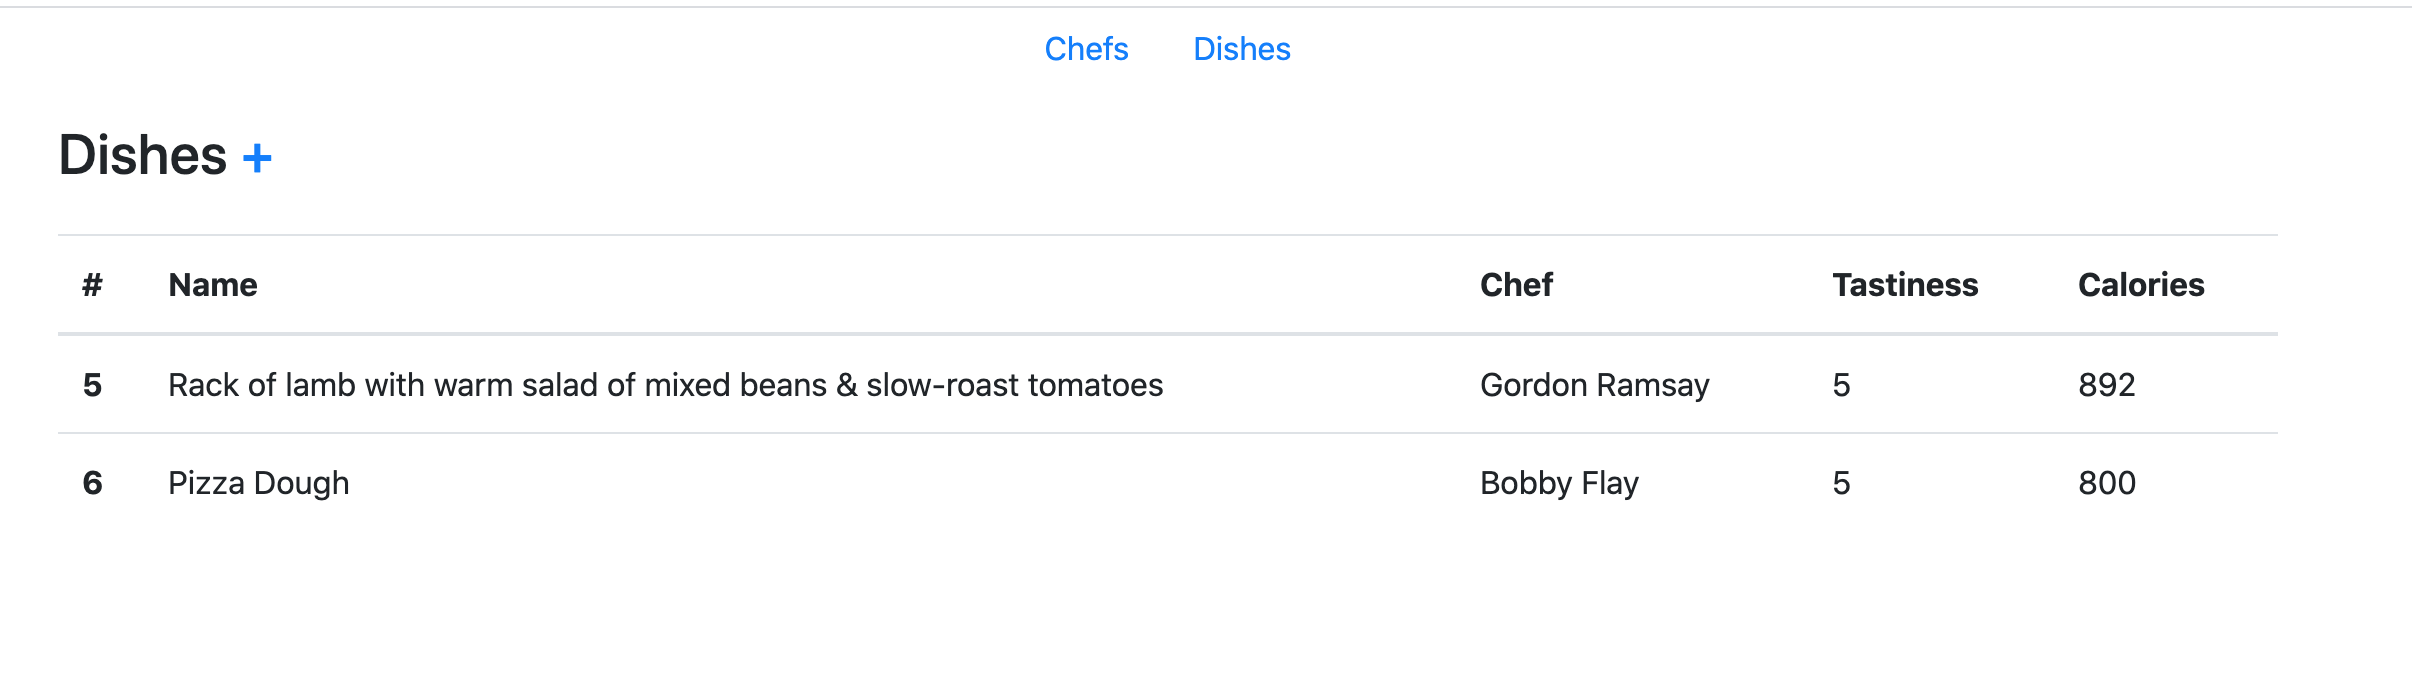 Chefs Dishes
Dishes +
# Name Chef Tastiness Calories
5 Rack of lamb with warm salad of mixed beans & slow-roast tomatoes Gordon Ramsay 5 892
6 Pizza Dough Bobby Flay 5 800